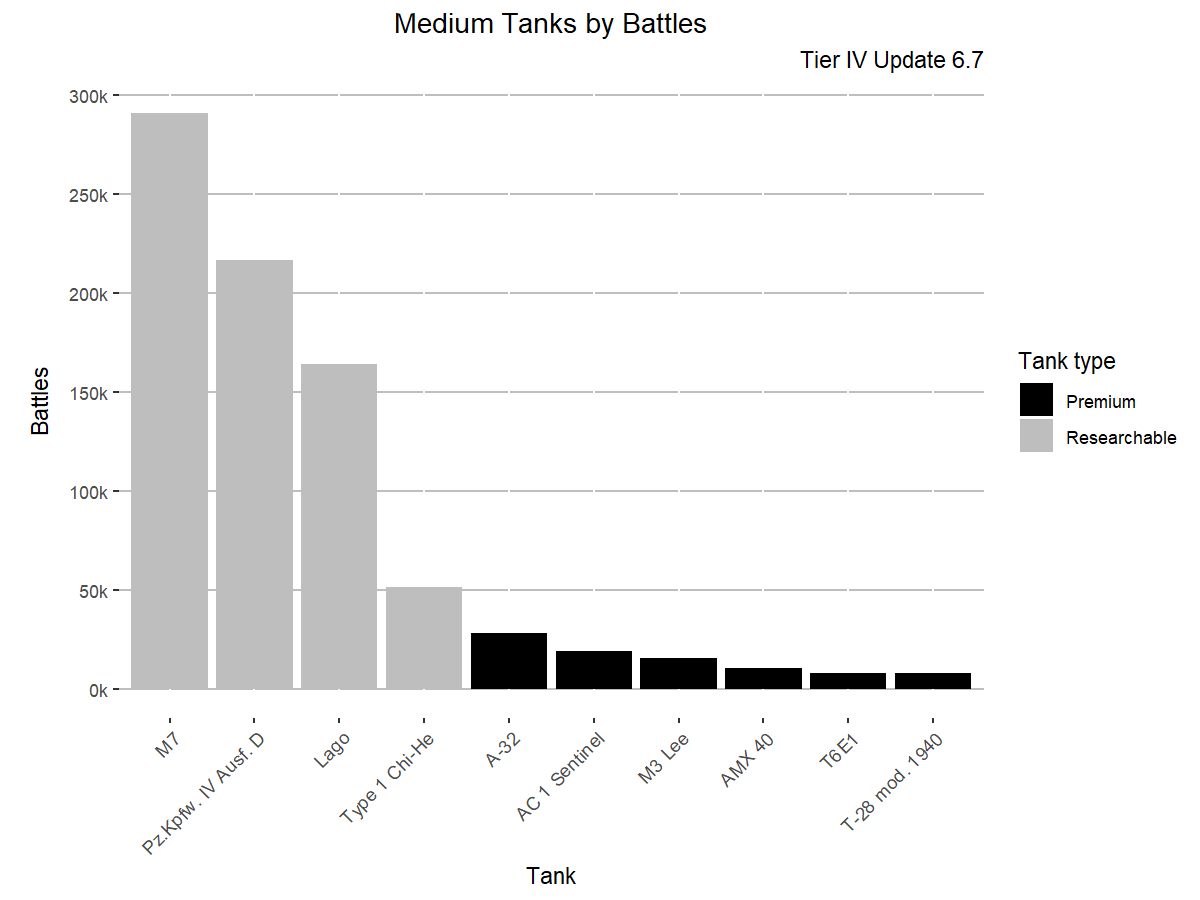 Medium Tanks by Battles
Tier IV Update 6.7
300k
250k
200k
150k
100k
50k
0k
Battles
M7
Pz.Kpfw. IV Ausf. D
Lago
Type 1 Chi-He
A-32
AC 1 Sentinel
M3 Lee
AMX 40
T6E1
T-28 mod. 1940
Tank
Tank type
Premium
Researchable